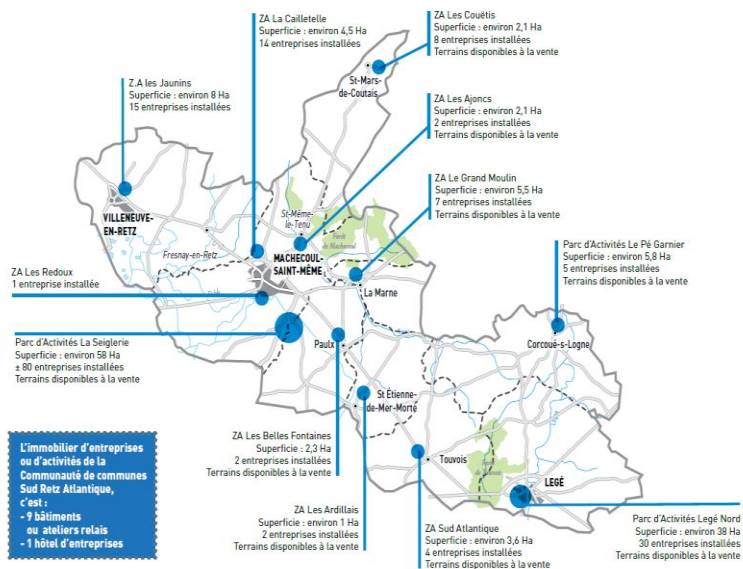 ZA La Cailletelle
Superficie : environ 4,5 Ha
14 entreprises installées
ZA Les Couëtis
Superficie : environ 2,1 Ha
8 entreprises installées
Terrains disponibles à la vente
Z.A les Jaunins
Superficie : environ 8 Ha
15 entreprises installées
St-Mars-
de-Coutais
ZA Les Ajoncs
Superficie : environ 2,1 Ha
2 entreprises installées
Terrains disponibles à la vente
ZA Le Grand Moulin
Superficie : environ 5,5 Ha
7 entreprises installées
Terrains disponibles à la vente
VILLENEUVE-
EN-RETZ
St-Même-
le-Tenu
Forêt
de Machecoul
Fresnay-en-Retz
MACHECOUL-
SAINT-MÊME
Parc d'Activités Le Pé Garnier
Superficie : environ 5,8 Ha
5 entreprises installées
Terrains disponibles à la vente
ZA Les Redoux
1 entreprise installée
La Marne
Parc d'Activités La Seiglerie
Superficie : environ 58 Ha
± 80 entreprises installées
Terrains disponibles à la vente
Paulx
Corcoué-s-Logne
St Étienne-
de-Mer-Morte
L'immobilier d'entreprises
ou d'activités de la
Communauté de communes
Sud Retz Atlantique,
c'est :
- 9 bâtiments
ou ateliers relais
- 1 hôtel d'entreprises
ZA Les Belles Fontaines
Superficie : 2,3 Ha
2 entreprises installées
Terrains disponibles à la vente
Touvois
LEGÉ
ZA Les Ardillais
Superficie : environ 1 Ha
2 entreprises installées
Terrains disponibles à la vente
ZA Sud Atlantique
Superficie : environ 3,6 Ha
4 entreprises installées
Terrains disponibles à la vente
Parc d'Activités Legé Nord
Superficie : environ 38 Ha
30 entreprises installées
Terrains disponibles à la vente